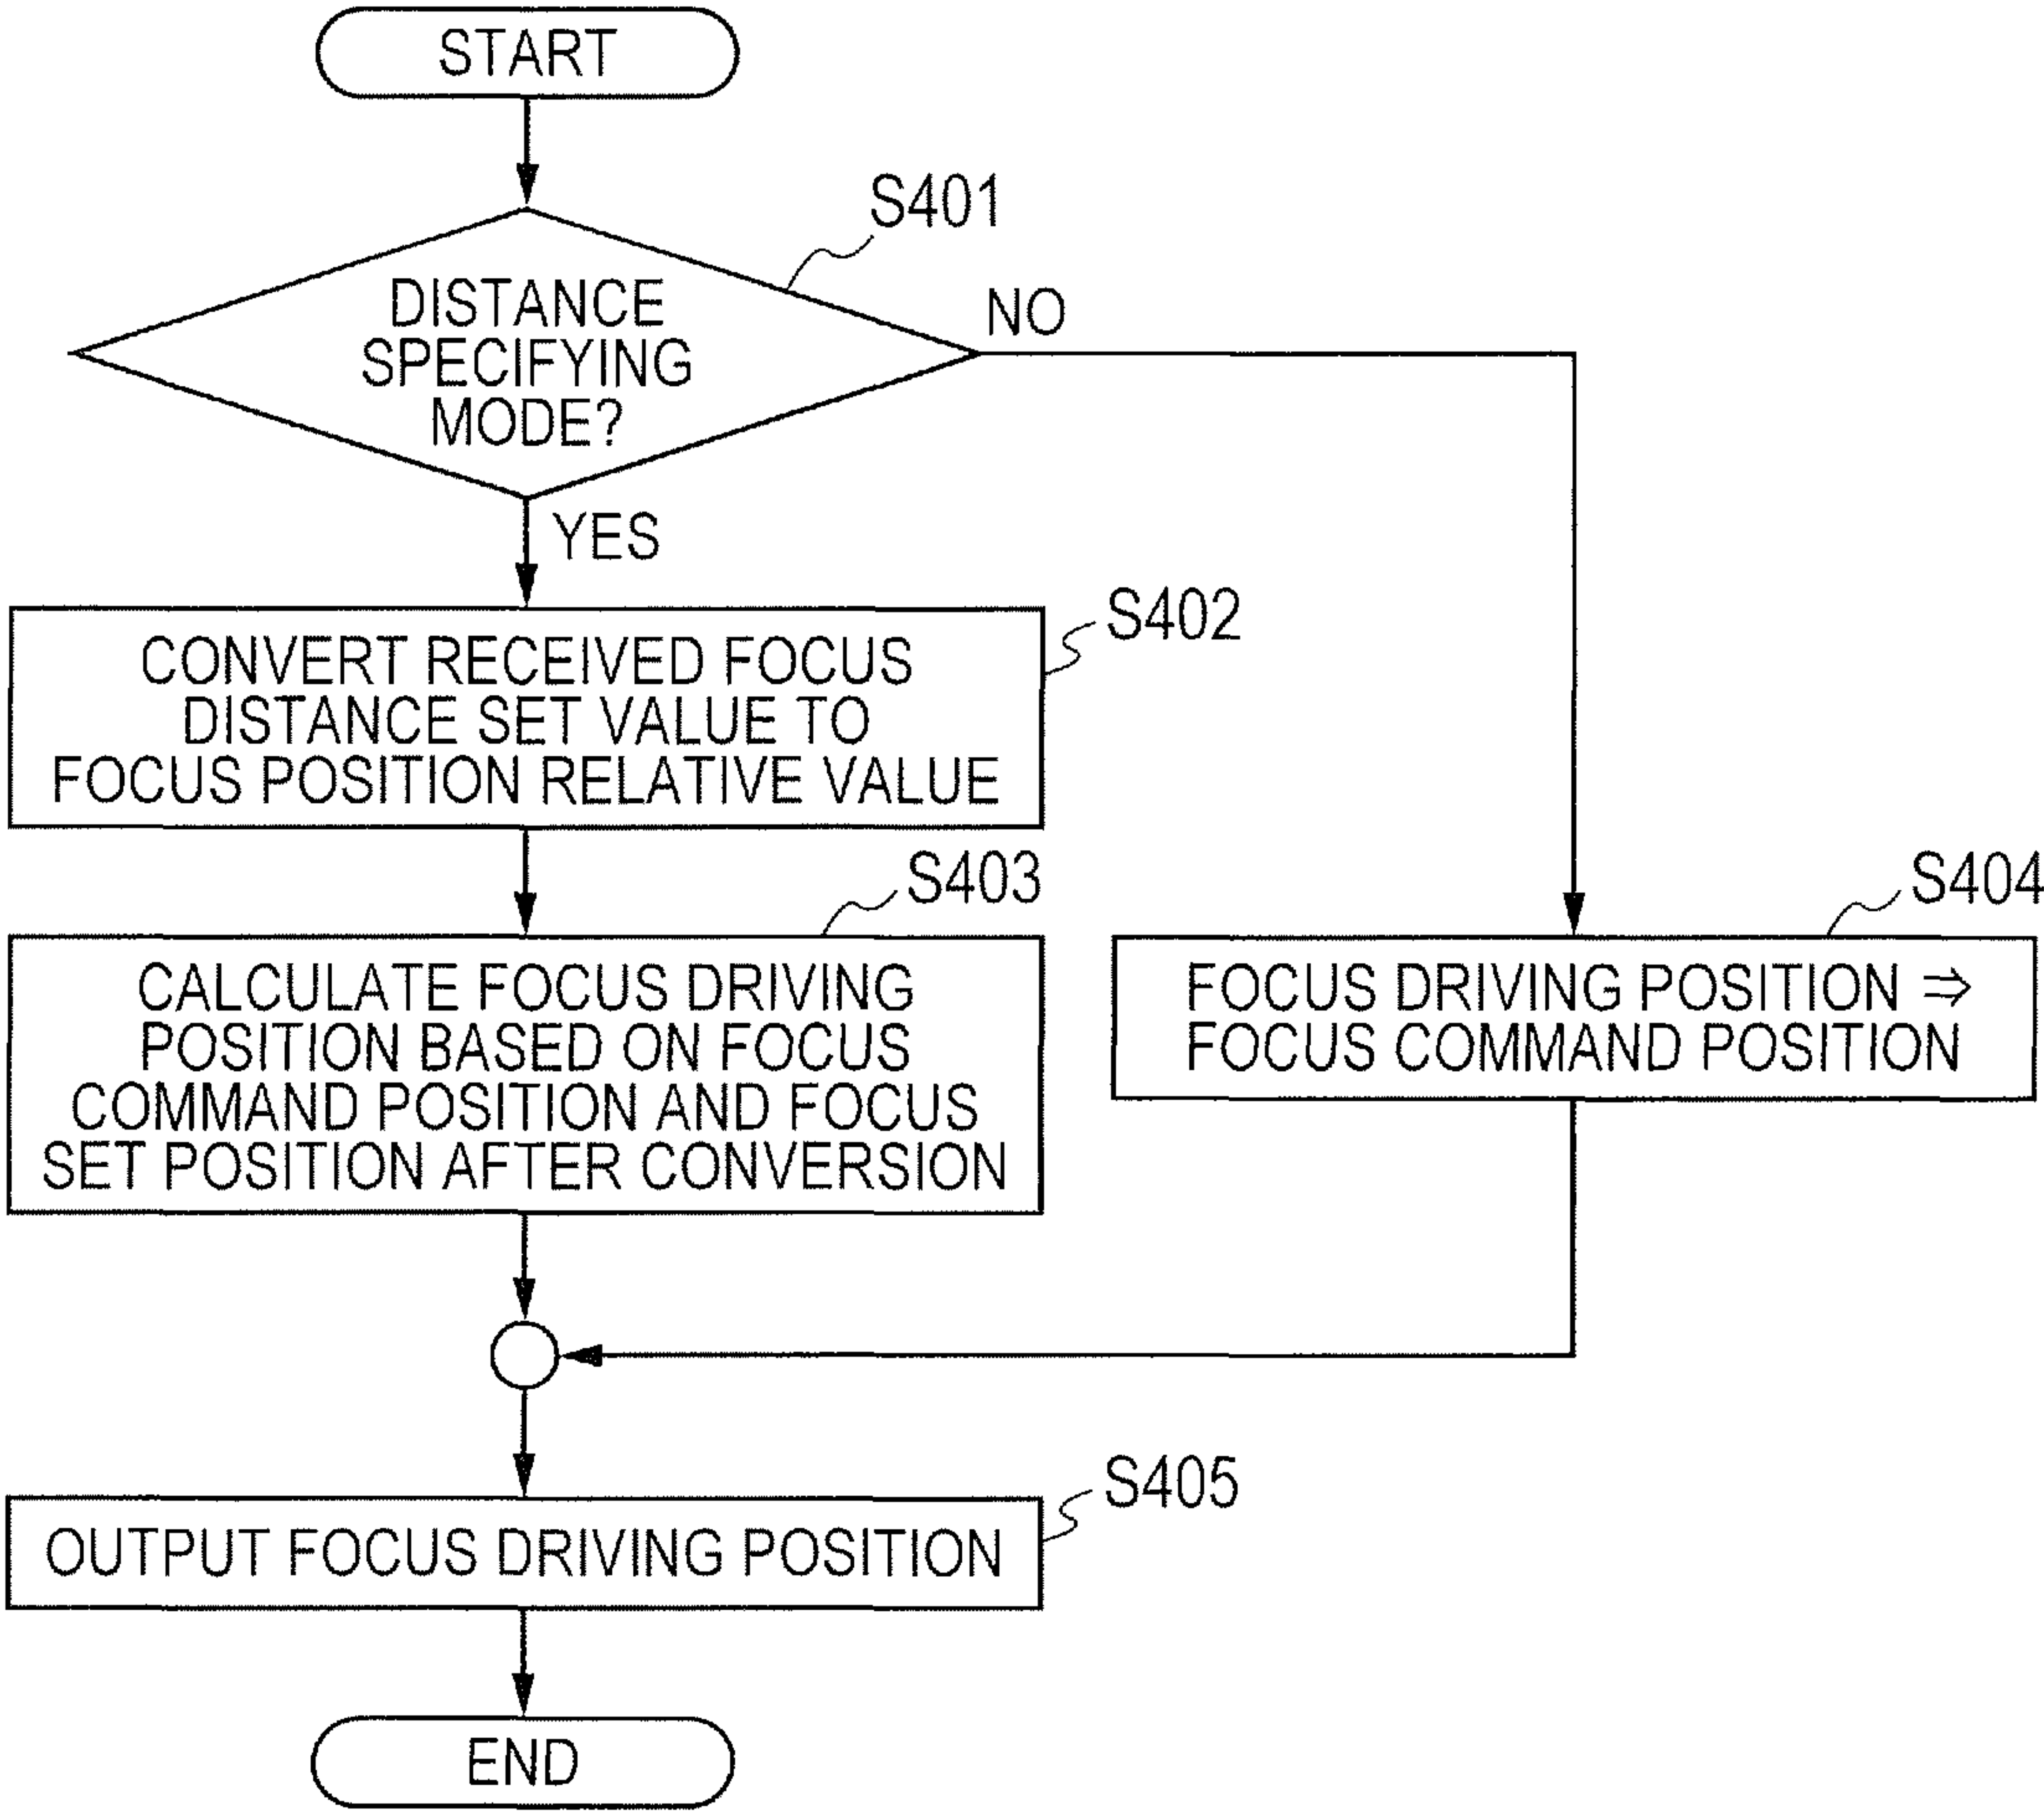 START
S401
DISTANCE
SPECIFYING
MODE?
NO
YES
S402
CONVERT RECEIVED FOCUS
DISTANCE SET VALUE TO
FOCUS POSITION RELATIVE VALUE
S403
CALCULATE FOCUS DRIVING
POSITION BASED ON FOCUS
COMMAND POSITION AND FOCUS
SET POSITION AFTER CONVERSION
S404
FOCUS DRIVING POSITION ⇒
FOCUS COMMAND POSITION
S405
OUTPUT FOCUS DRIVING POSITION
END